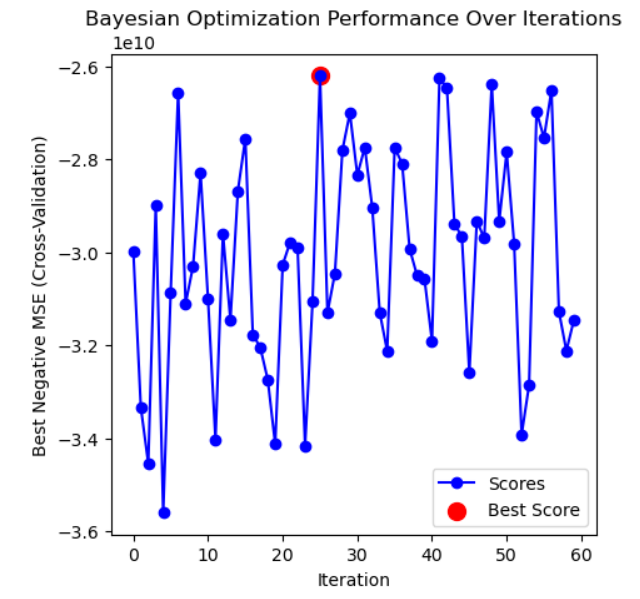 Bayesian Optimization Performance Over Iterations
1e10
−2.6
−2.8
−3.0
−3.2
−3.4
−3.6
Best Negative MSE (Cross-Validation)
Scores
Best Score
0 10 20 30 40 50 60
Iteration